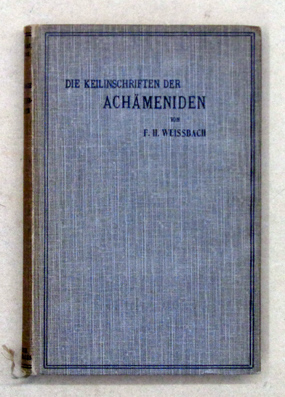 DIE KEILINSCHRIFTEN DER
ACHÄMENIDEN
VON
F. H. WEISSBACH